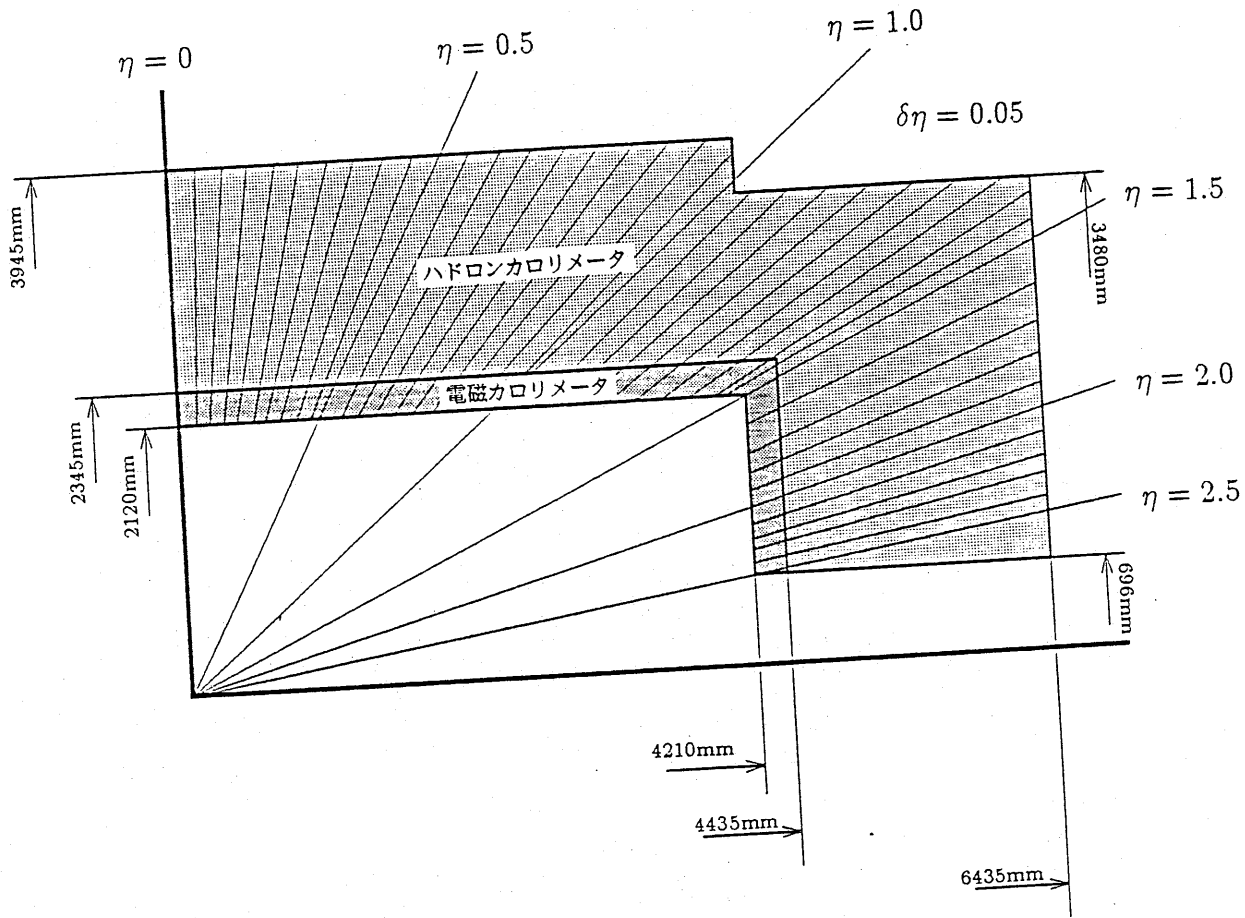 η = 0
η = 0.5
η = 1.0
δη = 0.05
η = 1.5
3945mm
3480mm
ハドロンカロリメータ
電磁カロリメータ
η = 2.0
2345mm
2120mm
η = 2.5
696mm
4210mm
4435mm
6435mm